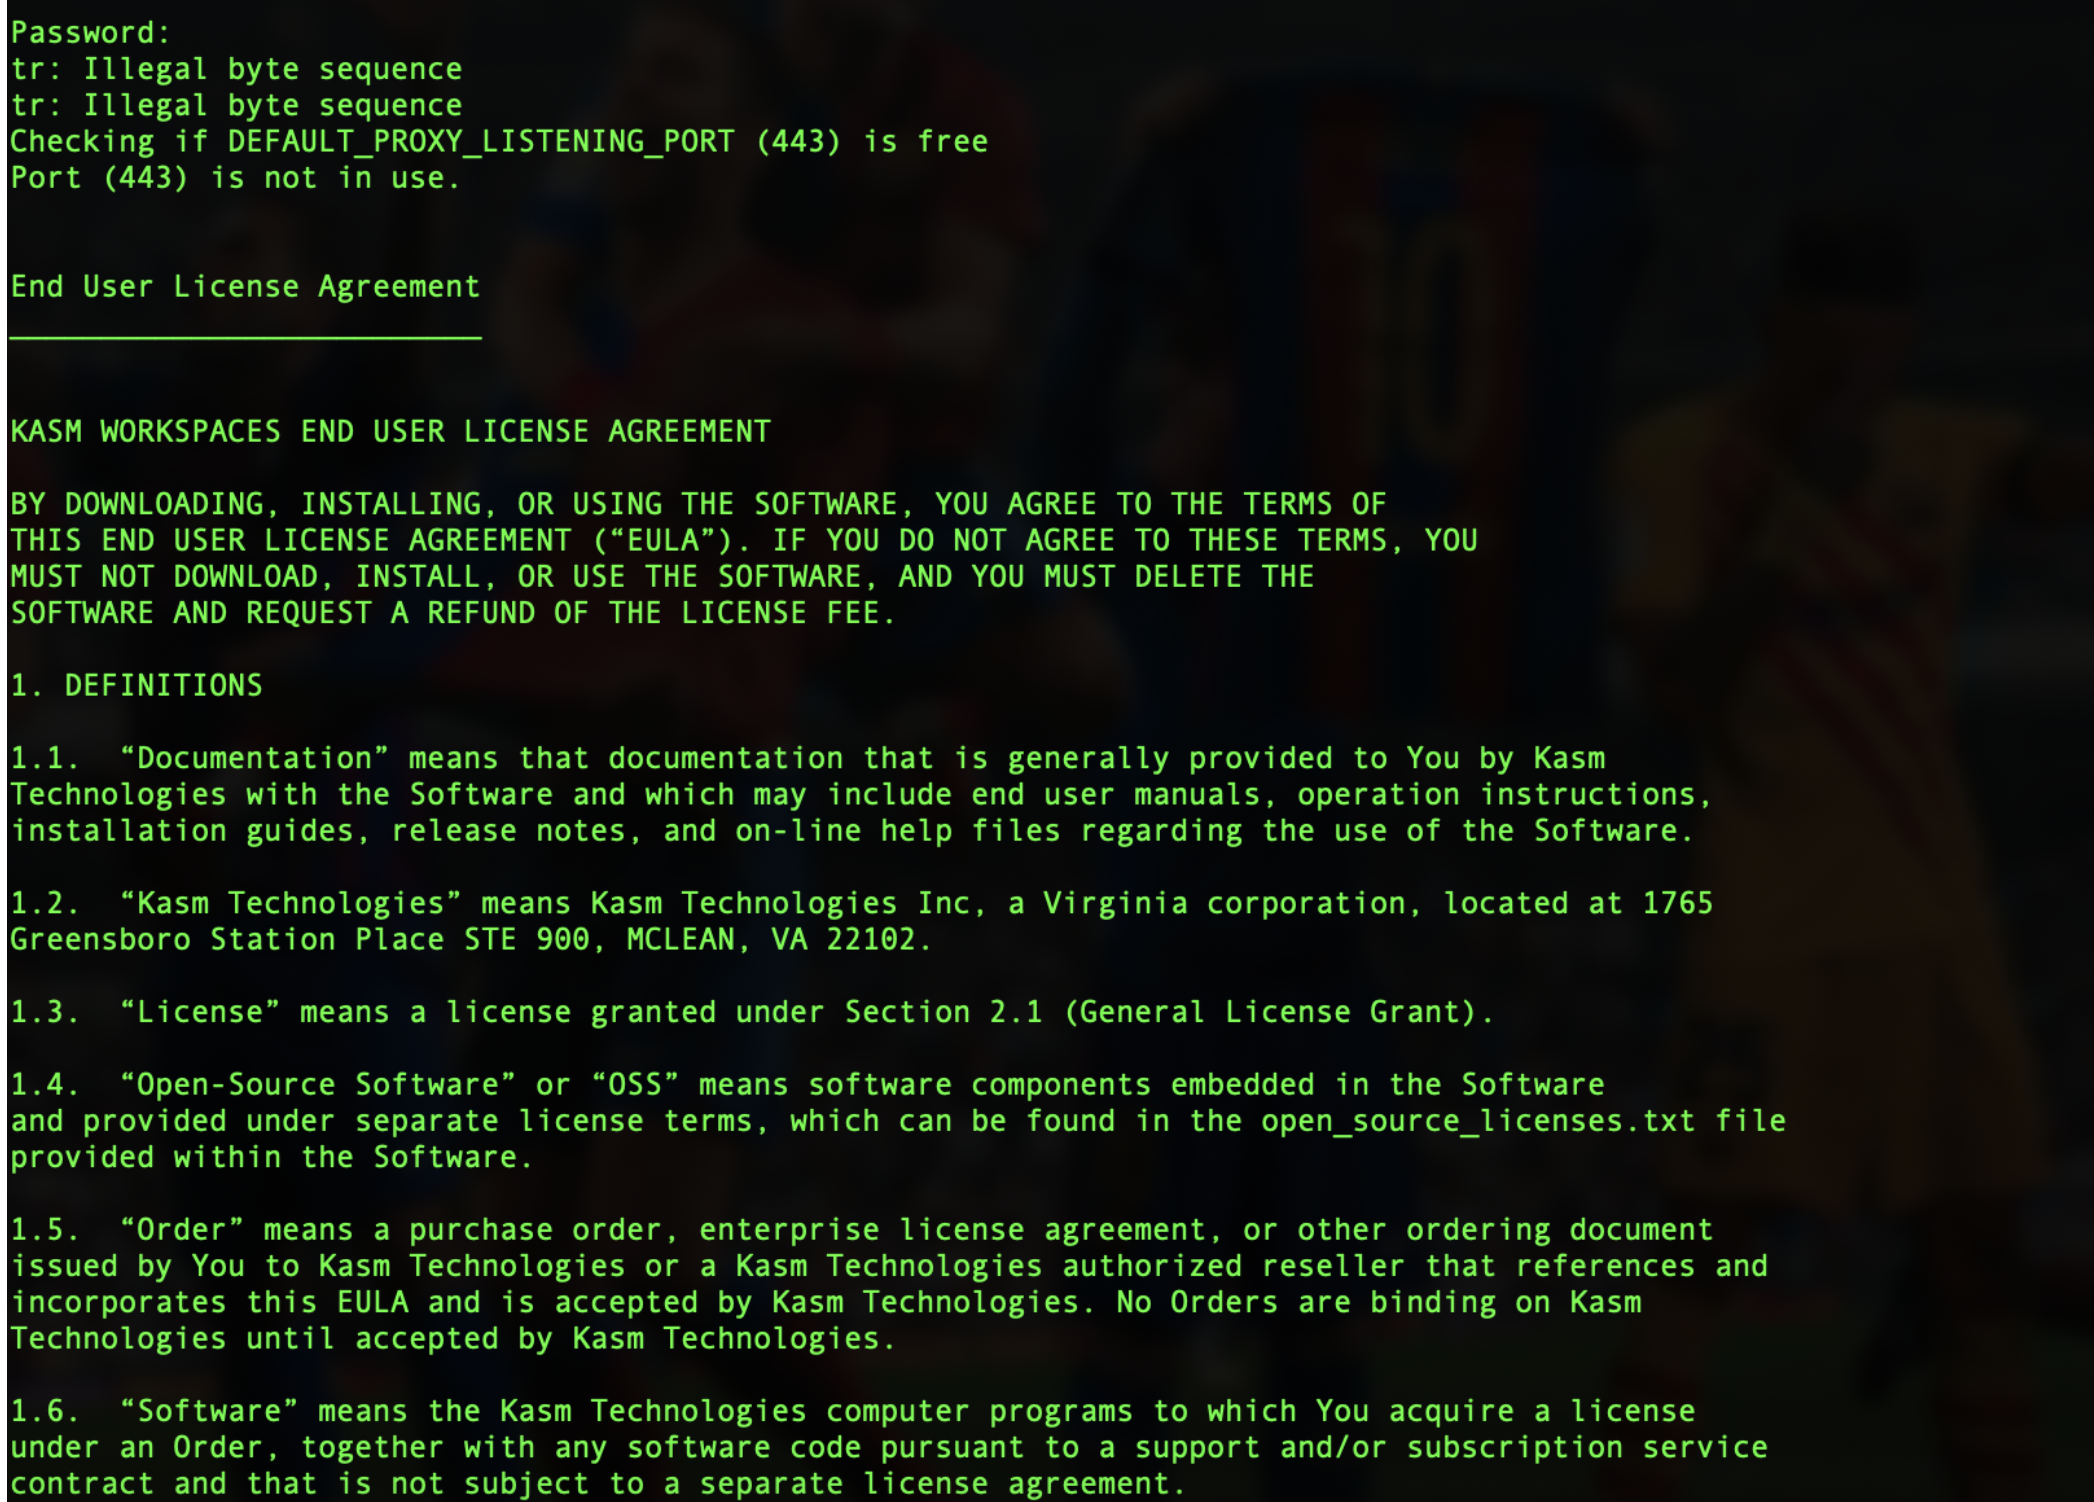 Password:
tr: Illegal byte sequence
tr: Illegal byte sequence
Checking if DEFAULT_PROXY_LISTENING_PORT (443) is free
Port (443) is not in use.
End User License Agreement
__________________________
KASM WORKSPACES END USER LICENSE AGREEMENT
BY DOWNLOADING, INSTALLING, OR USING THE SOFTWARE, YOU AGREE TO THE TERMS OF
THIS END USER LICENSE AGREEMENT (“EULA”). IF YOU DO NOT AGREE TO THESE TERMS, YOU
MUST NOT DOWNLOAD, INSTALL, OR USE THE SOFTWARE, AND YOU MUST DELETE THE
SOFTWARE AND REQUEST A REFUND OF THE LICENSE FEE.
1. DEFINITIONS
1.1.  “Documentation” means that documentation that is generally provided to You by Kasm
Technologies with the Software and which may include end user manuals, operation instructions,
installation guides, release notes, and on-line help files regarding the use of the Software.
1.2.  “Kasm Technologies” means Kasm Technologies Inc, a Virginia corporation, located at 1765
Greensboro Station Place STE 900, MCLEAN, VA 22102.
1.3.  “License” means a license granted under Section 2.1 (General License Grant).
1.4.  “Open-Source Software” or “OSS” means software components embedded in the Software
and provided under separate license terms, which can be found in the open_source_licenses.txt file
provided within the Software.
1.5.  “Order” means a purchase order, enterprise license agreement, or other ordering document
issued by You to Kasm Technologies or a Kasm Technologies authorized reseller that references and
incorporates this EULA and is accepted by Kasm Technologies. No Orders are binding on Kasm
Technologies until accepted by Kasm Technologies.
1.6.  “Software” means the Kasm Technologies computer programs to which You acquire a license
under an Order, together with any software code pursuant to a support and/or subscription service
contract and that is not subject to a separate license agreement.
10